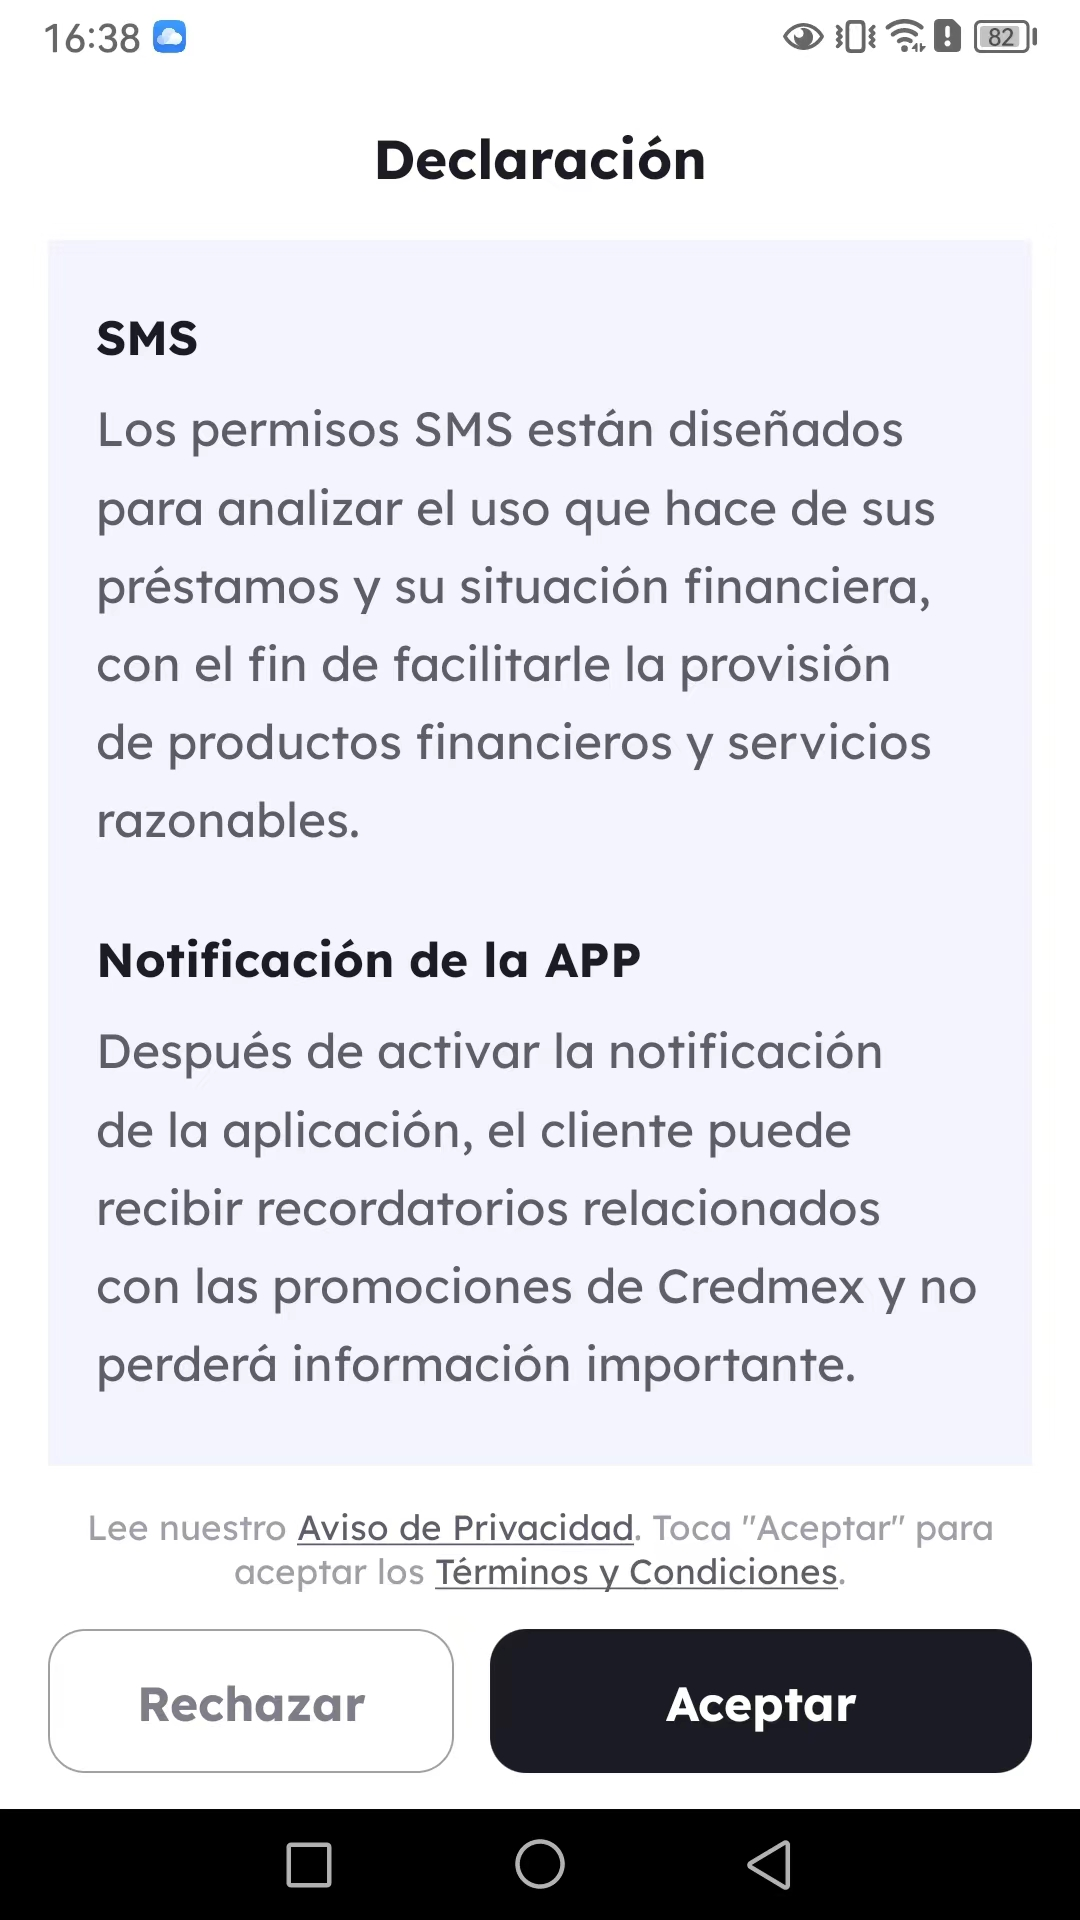 16:38
82
Declaración
SMS
Los permisos SMS están diseñados
para analizar el uso que hace de sus
préstamos y su situación financiera,
con el fin de facilitarle la provisión
de productos financieros y servicios
razonables.
Notificación de la APP
Después de activar la notificación
de la aplicación, el cliente puede
recibir recordatorios relacionados
con las promociones de Credmex y no
perderá información importante.
Lee nuestro Aviso de Privacidad. Toca "Aceptar" para
aceptar los Términos y Condiciones.
Rechazar
Aceptar